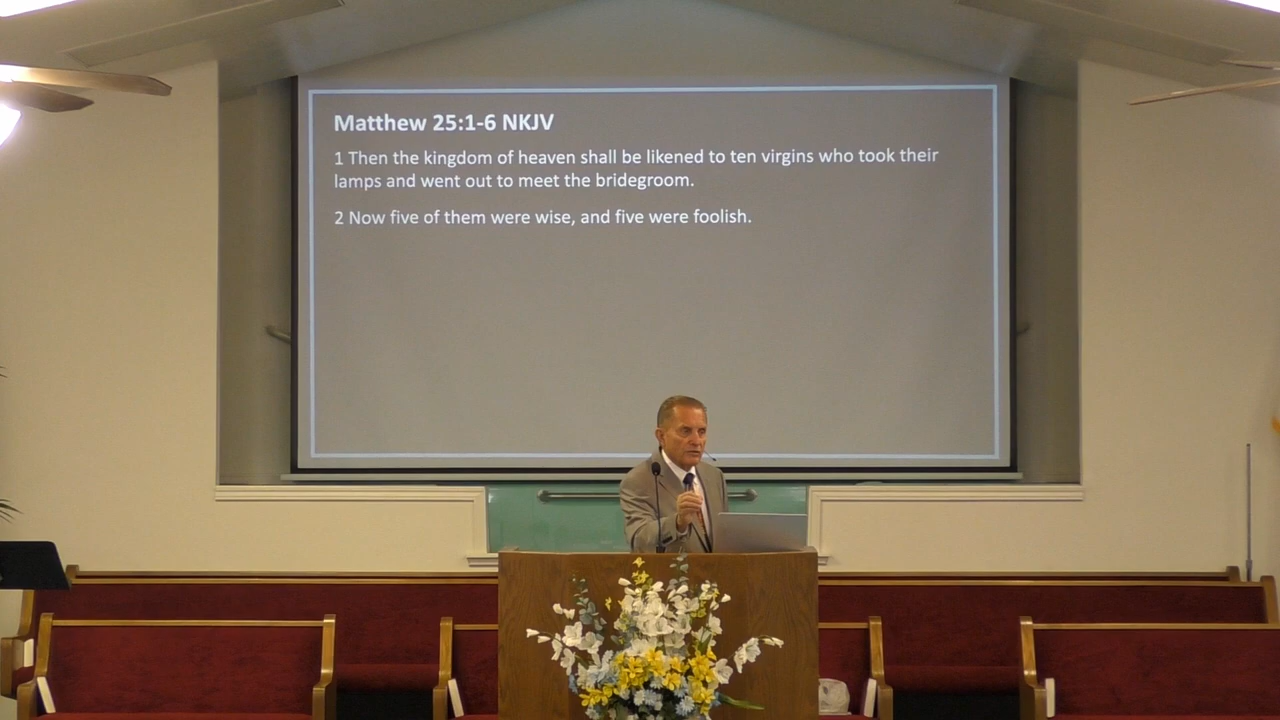 Matthew 25:1-6 NKJV
1 Then the kingdom of heaven shall be likened to ten virgins who took their
lamps and went out to meet the bridegroom.
2 Now five of them were wise, and five were foolish.